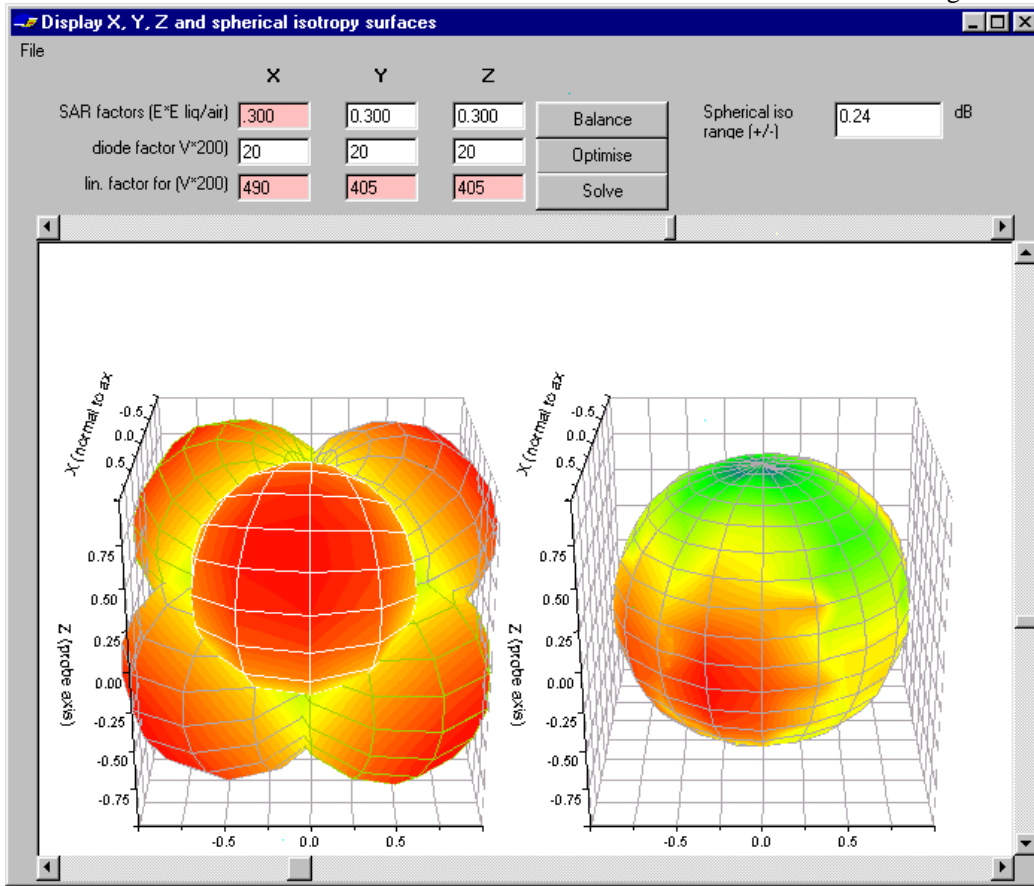 Display X, Y, Z and spherical isotropy surfaces
File
X Y Z
SAR factors (E*E liq/air) .300 0.300 0.300 Balance Spherical iso range (+/-) 0.24 dB
diode factor V*200) 20 20 20 Optimise
lin. factor for (V*200) 490 405 405 Solve
X (normal to ax
-0.5
0.0
0.5
0.75
0.50
0.25
0.00
-0.25
-0.50
-0.75
Z (probe axis)
-0.5 0.0 0.5
X (normal to ax
-0.5
0.0
0.5
0.75
0.50
0.25
0.00
-0.25
-0.50
-0.75
Z (probe axis)
-0.5 0.0 0.5